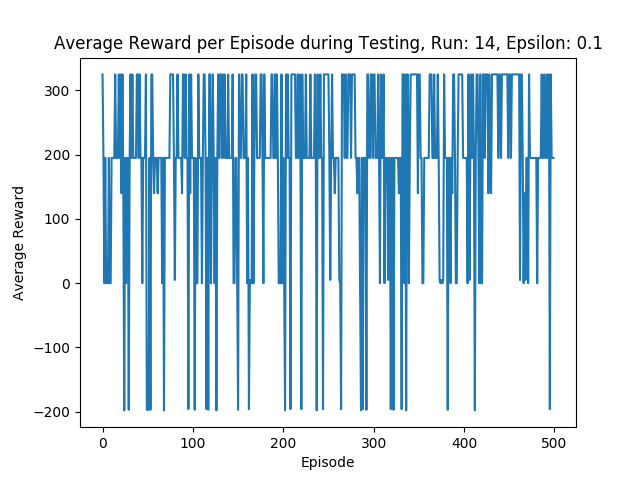 Average Reward per Episode during Testing, Run: 14, Epsilon: 0.1
300
200
100
0
−100
−200
Average Reward
0 100 200 300 400 500
Episode